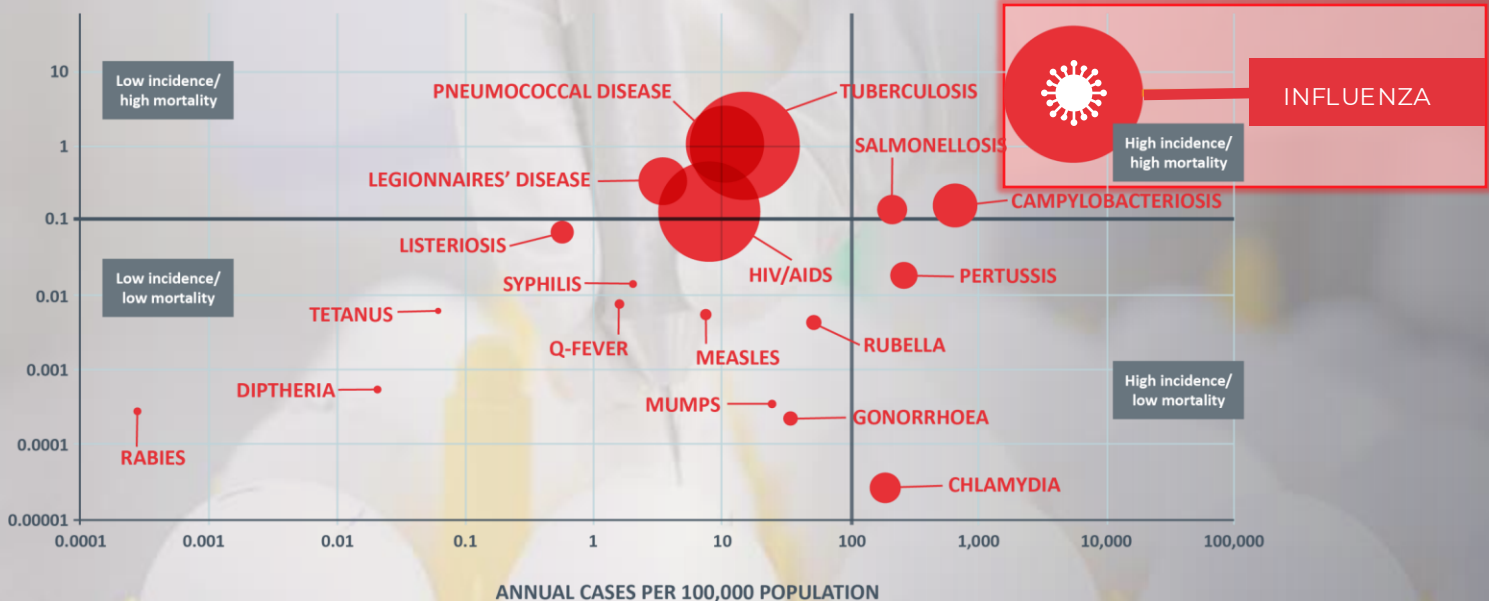 10
1
0.1
0.01
0.001
0.0001
0.00001
Low incidence/
high mortality
PNEUMOCOCCAL DISEASE
TUBERCULOSIS
INFLUENZA
High incidence/
high mortality
SALMONELLOSIS
LEGIONNAIRES’ DISEASE
CAMPYLOBACTERIOSIS
LISTERIOSIS
HIV/AIDS
PERTUSSIS
Low incidence/
low mortality
SYPHILIS
TETANUS
Q-FEVER
MEASLES
RUBELLA
DIPTHERIA
MUMPS
GONORRHOEA
High incidence/
low mortality
RABIES
CHLAMYDIA
0.0001
0.001
0.01
0.1
1
10
100
1,000
10,000
100,000
ANNUAL CASES PER 100,000 POPULATION